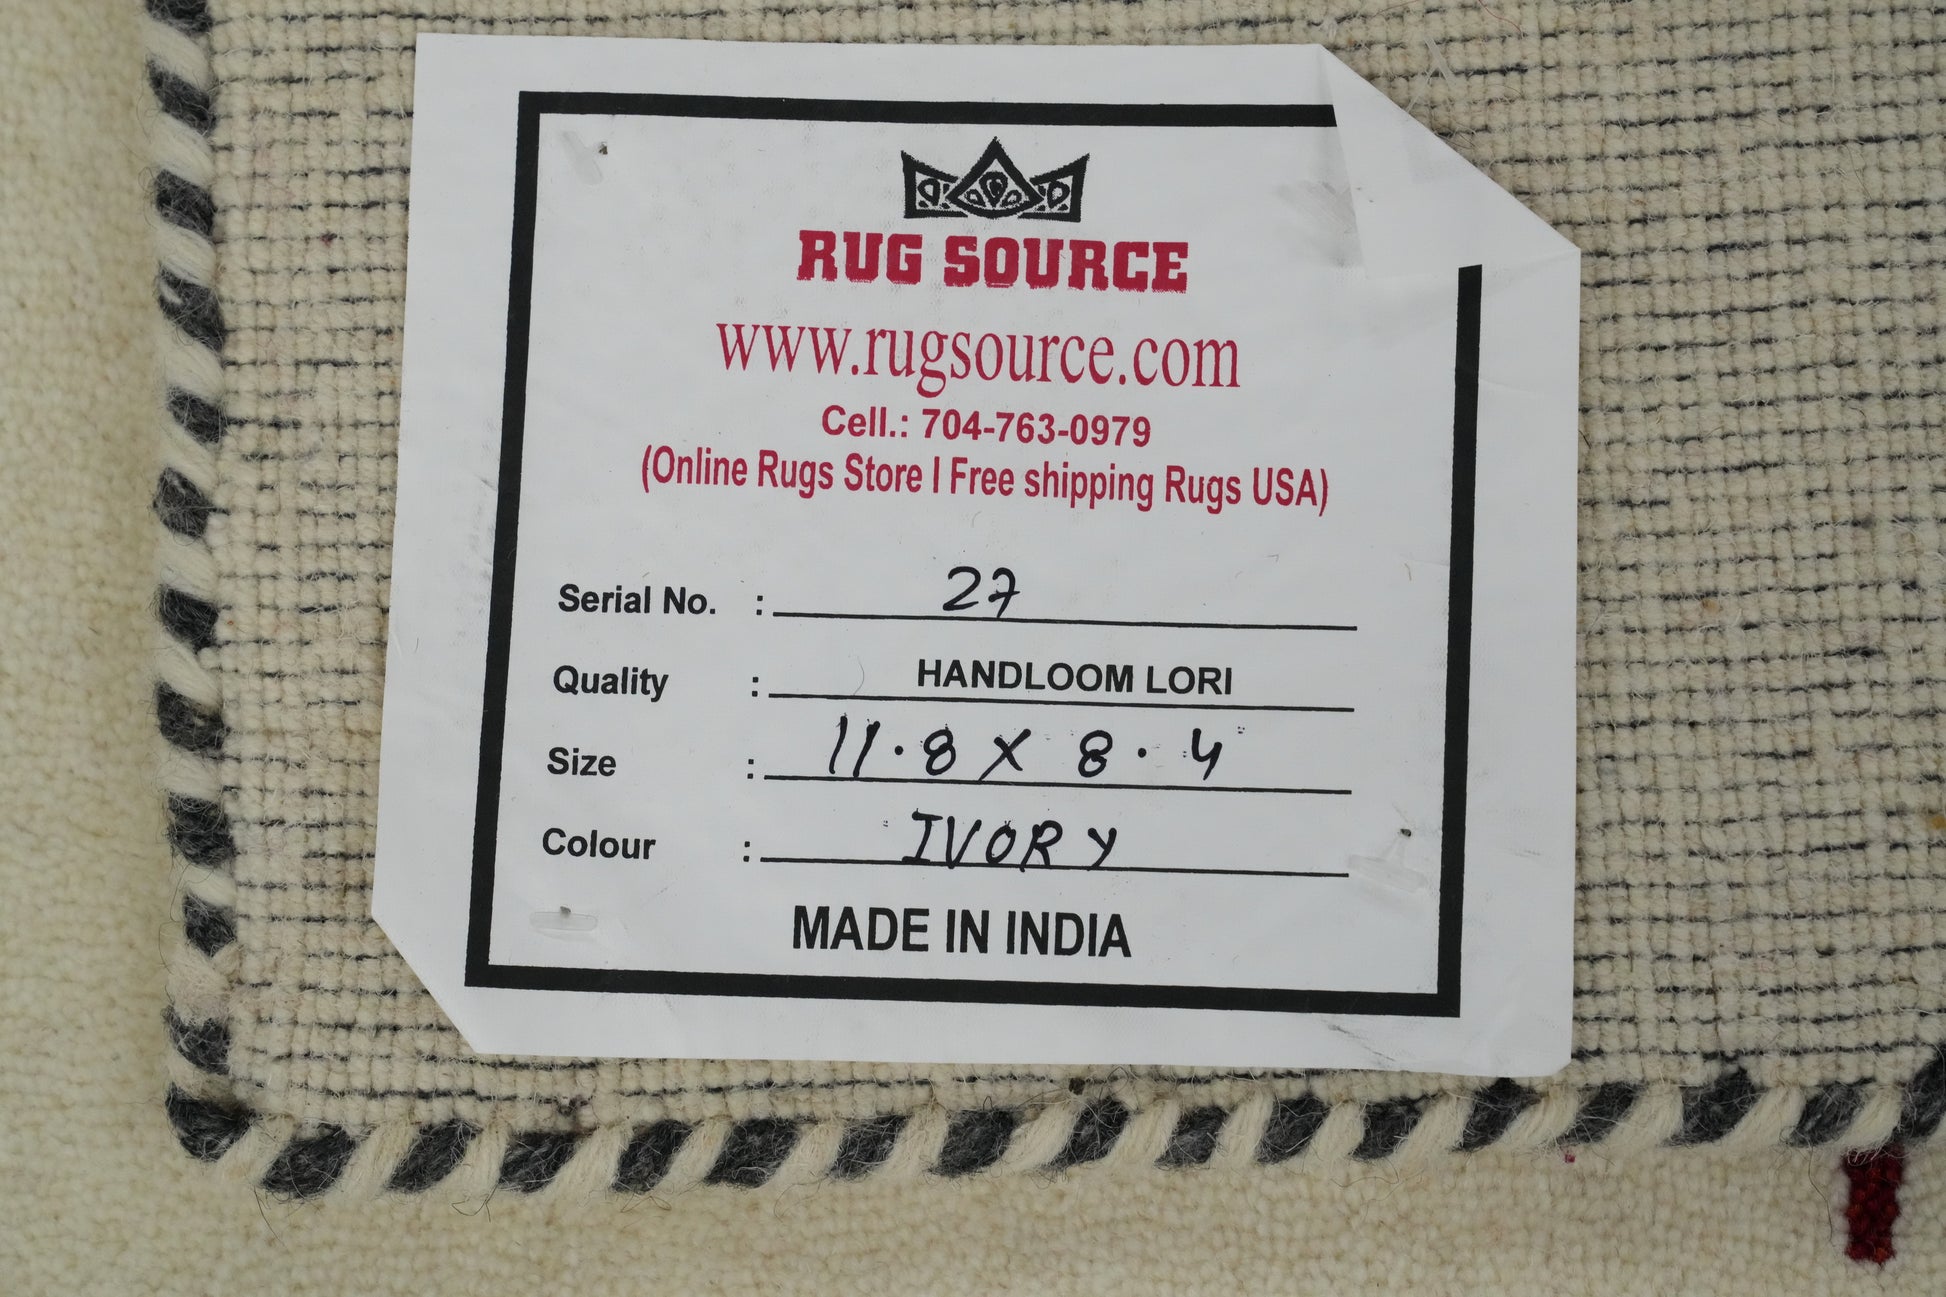 RUG SOURCE
www.rugsource.com
Cell.: 704-763-0979
(Online Rugs Store I Free shipping Rugs USA)
Serial No. : 27
Quality : HANDLOOM LORI
Size : 11.8 X 8.4
Colour : IVORY
MADE IN INDIA